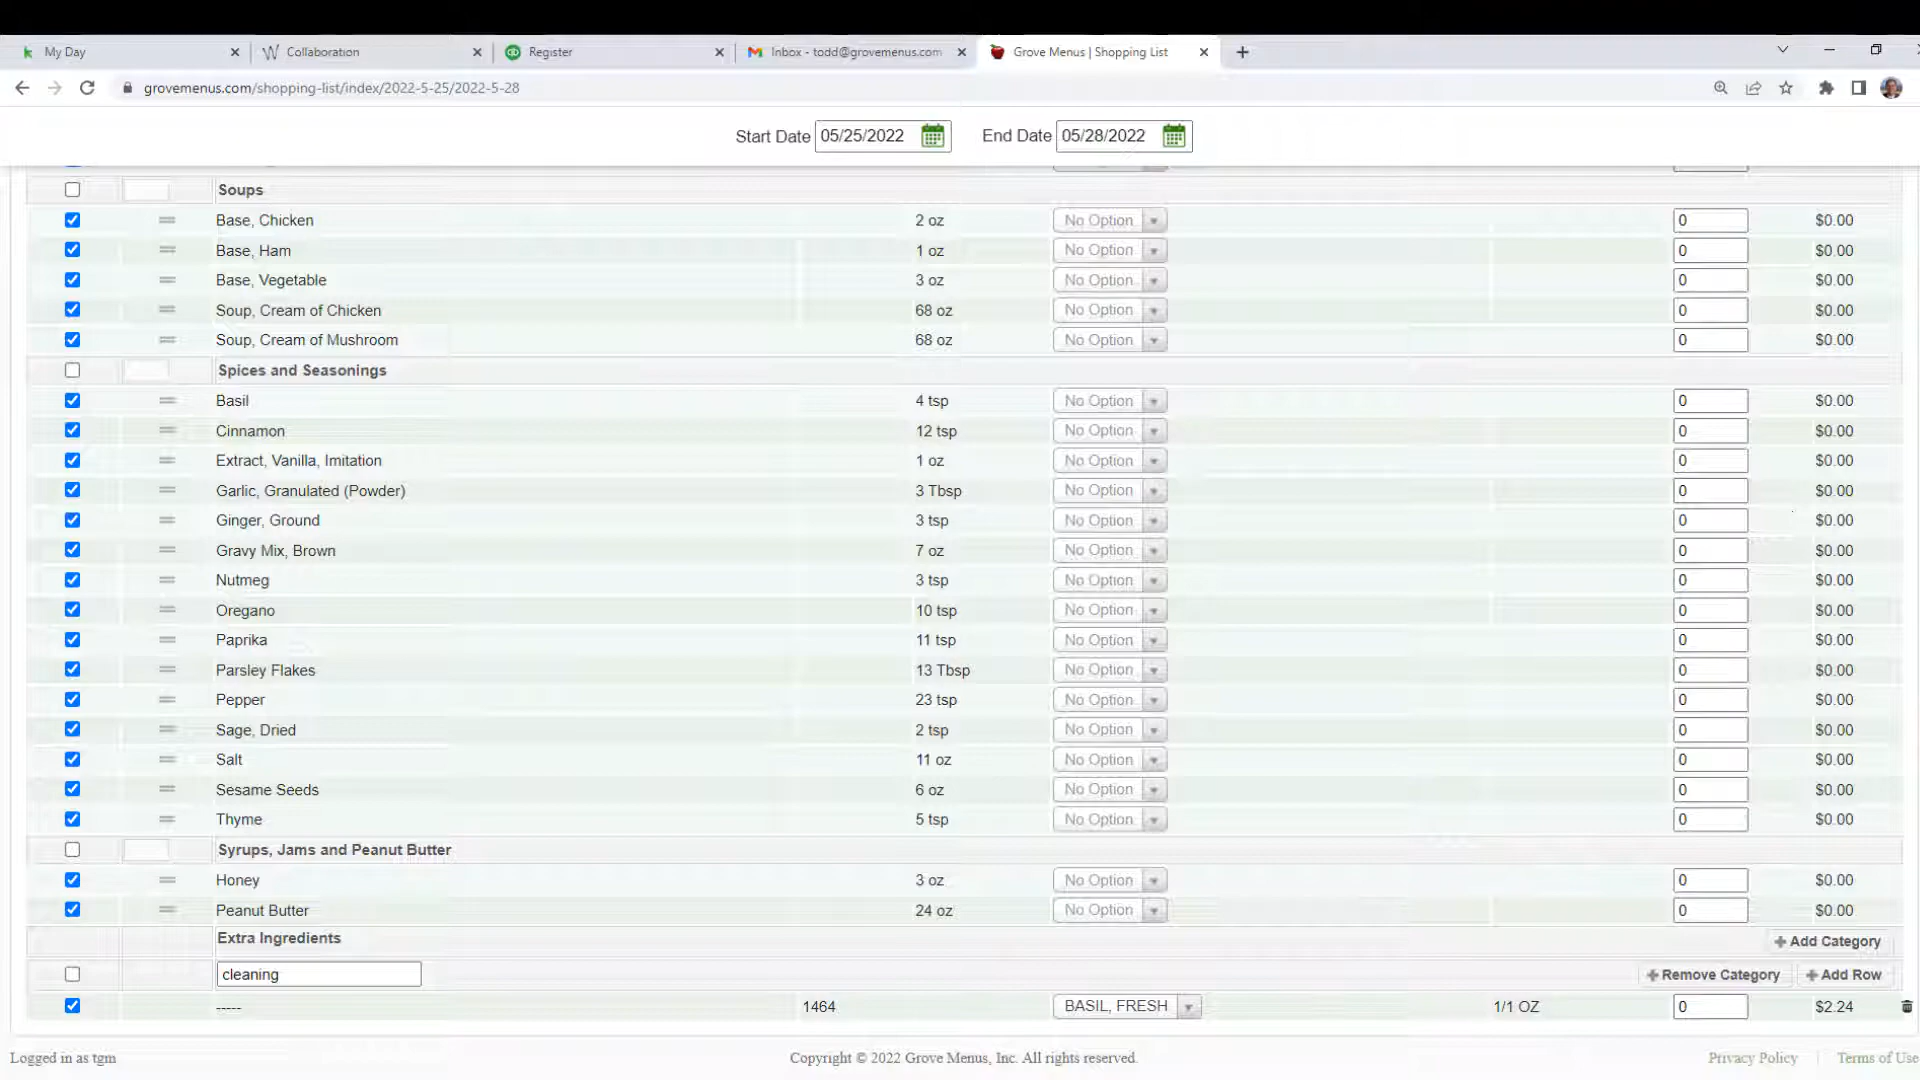 My Day
Collaboration
Register
Inbox - todd@grovemenus.com
Grove Menus | Shopping List
grovemenus.com/shopping-list/index/2022-5-25/2022-5-28
Start Date 05/25/2022 End Date 05/28/2022
Soups
Base, Chicken 2 oz No Option 0 $0.00
Base, Ham 1 oz No Option 0 $0.00
Base, Vegetable 3 oz No Option 0 $0.00
Soup, Cream of Chicken 68 oz No Option 0 $0.00
Soup, Cream of Mushroom 68 oz No Option 0 $0.00
Spices and Seasonings
Basil 4 tsp No Option 0 $0.00
Cinnamon 12 tsp No Option 0 $0.00
Extract, Vanilla, Imitation 1 oz No Option 0 $0.00
Garlic, Granulated (Powder) 3 Tbsp No Option 0 $0.00
Ginger, Ground 3 tsp No Option 0 $0.00
Gravy Mix, Brown 7 oz No Option 0 $0.00
Nutmeg 3 tsp No Option 0 $0.00
Oregano 10 tsp No Option 0 $0.00
Paprika 11 tsp No Option 0 $0.00
Parsley Flakes 13 Tbsp No Option 0 $0.00
Pepper 23 tsp No Option 0 $0.00
Sage, Dried 2 tsp No Option 0 $0.00
Salt 11 oz No Option 0 $0.00
Sesame Seeds 6 oz No Option 0 $0.00
Thyme 5 tsp No Option 0 $0.00
Syrups, Jams and Peanut Butter
Honey 3 oz No Option 0 $0.00
Peanut Butter 24 oz No Option 0 $0.00
Extra Ingredients + Add Category
cleaning + Remove Category + Add Row
----- 1464 BASIL, FRESH 1/1 OZ 0 $2.24
Logged in as tgm Copyright © 2022 Grove Menus, Inc. All rights reserved. Privacy Policy | Terms of Use